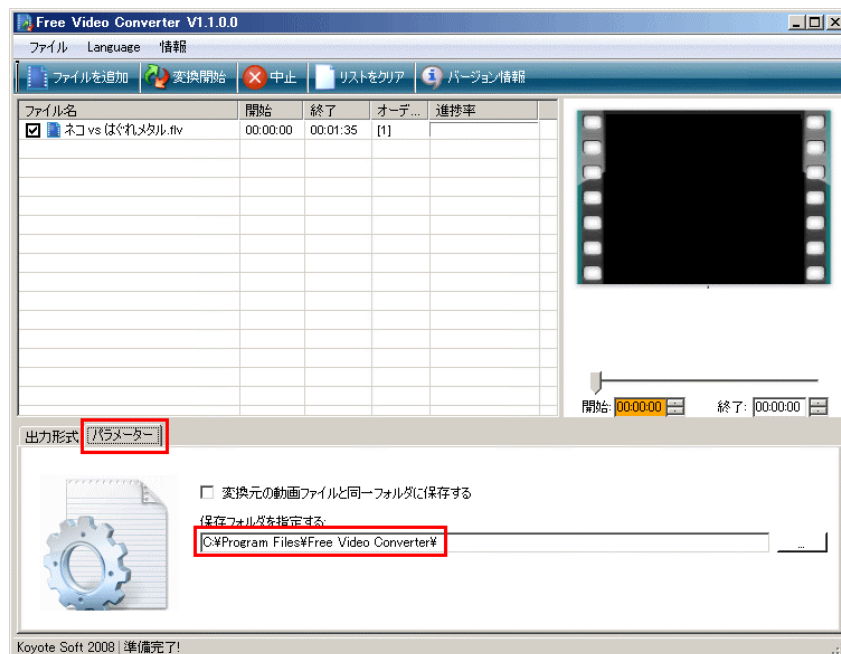 Free Video Converter V1.1.0.0
ファイル Language 情報
ファイルを追加 変換開始 中止 リストをクリア バージョン情報
ファイル名 開始 終了 オーデ... 進捗率
ネコ vs はぐれメタル.flv 00:00:00 00:01:35 [1]
開始: 00:00:00 終了: 00:00:00
出力形式 パラメーター
変換元の動画ファイルと同一フォルダに保存する
保存フォルダを指定する:
C:¥Program Files¥Free Video Converter¥
...
Koyote Soft 2008 準備完了!